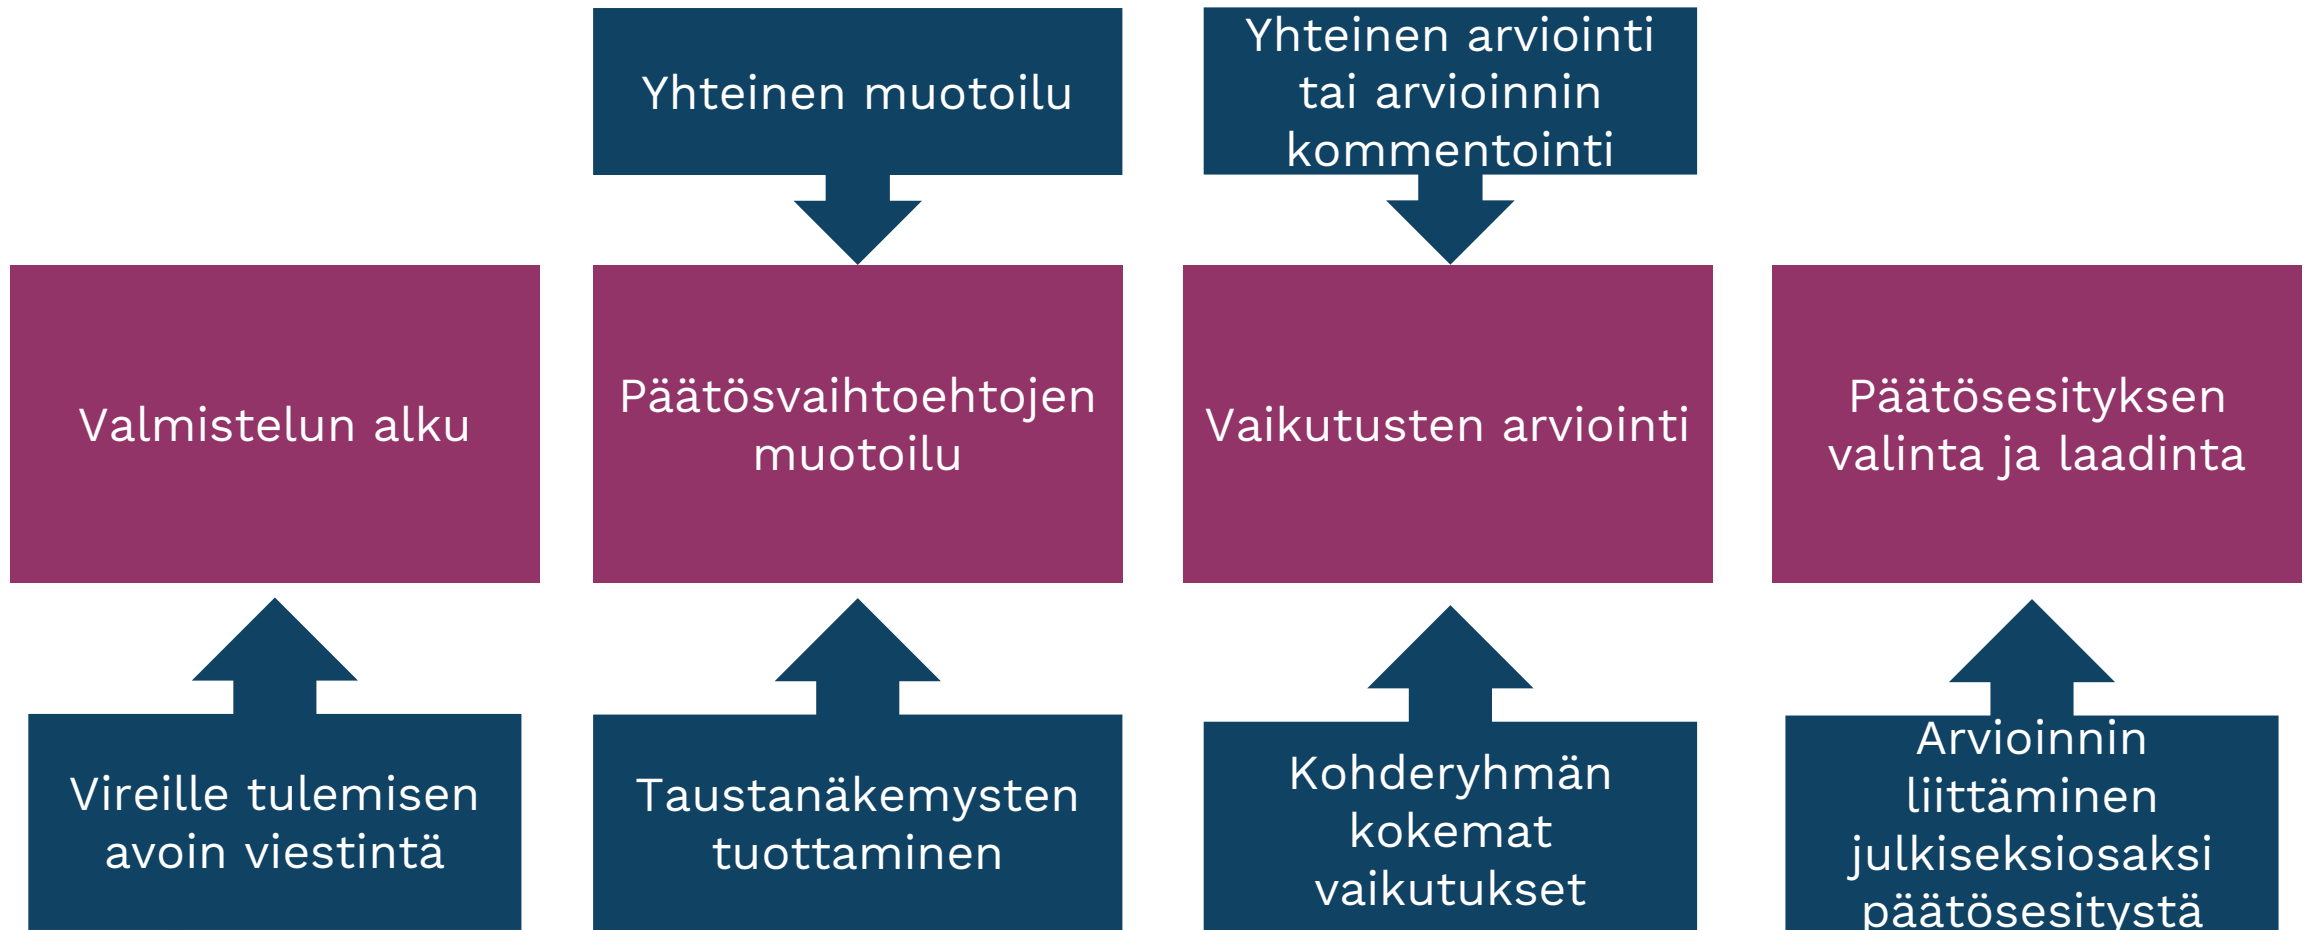 Yhteinen muotoilu
Yhteinen arviointi
tai arvioinnin
kommentointi
Valmistelun alku
Päätösvaihtoehtojen
muotoilu
Vaikutusten arviointi
Päätösesityksen
valinta ja laadinta
Vireille tulemisen
avoin viestintä
Taustanäkemysten
tuottaminen
Kohderyhmän
kokemat
vaikutukset
Arvioinnin
liittäminen
julkiseksiosaksi
päätösesitystä